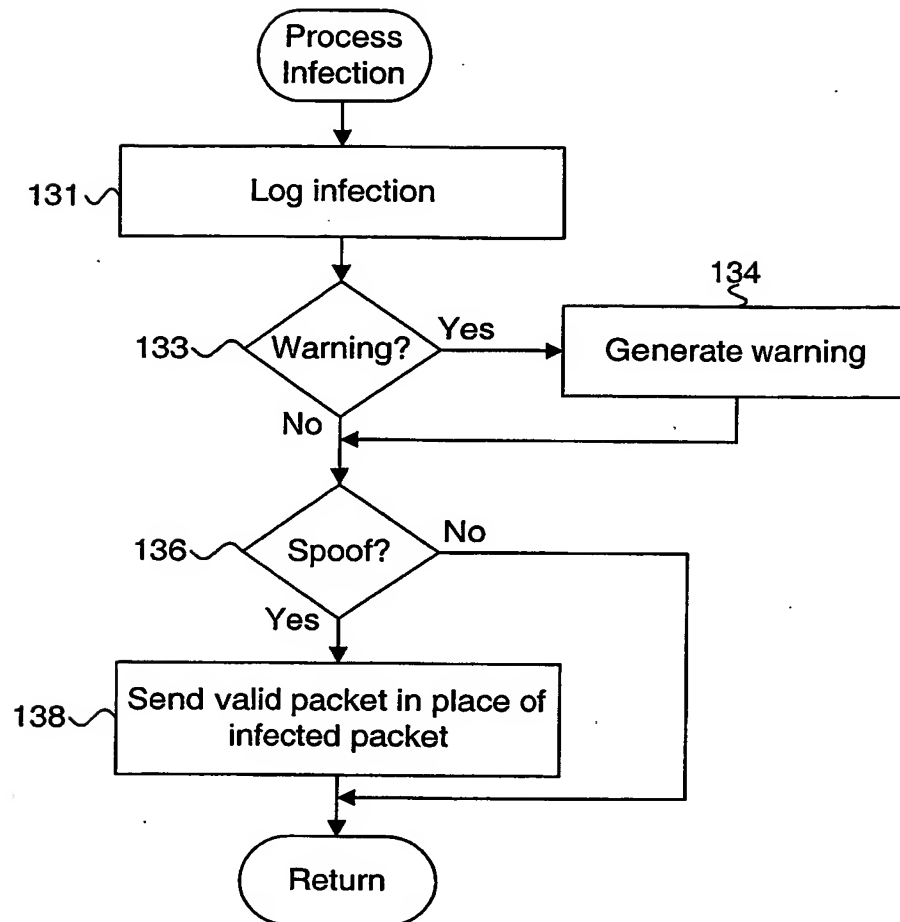 Process
Infection
131
Log infection
134
133
Warning?
Yes
Generate warning
No
136
Spoof?
No
Yes
138
Send valid packet in place of
infected packet
Return